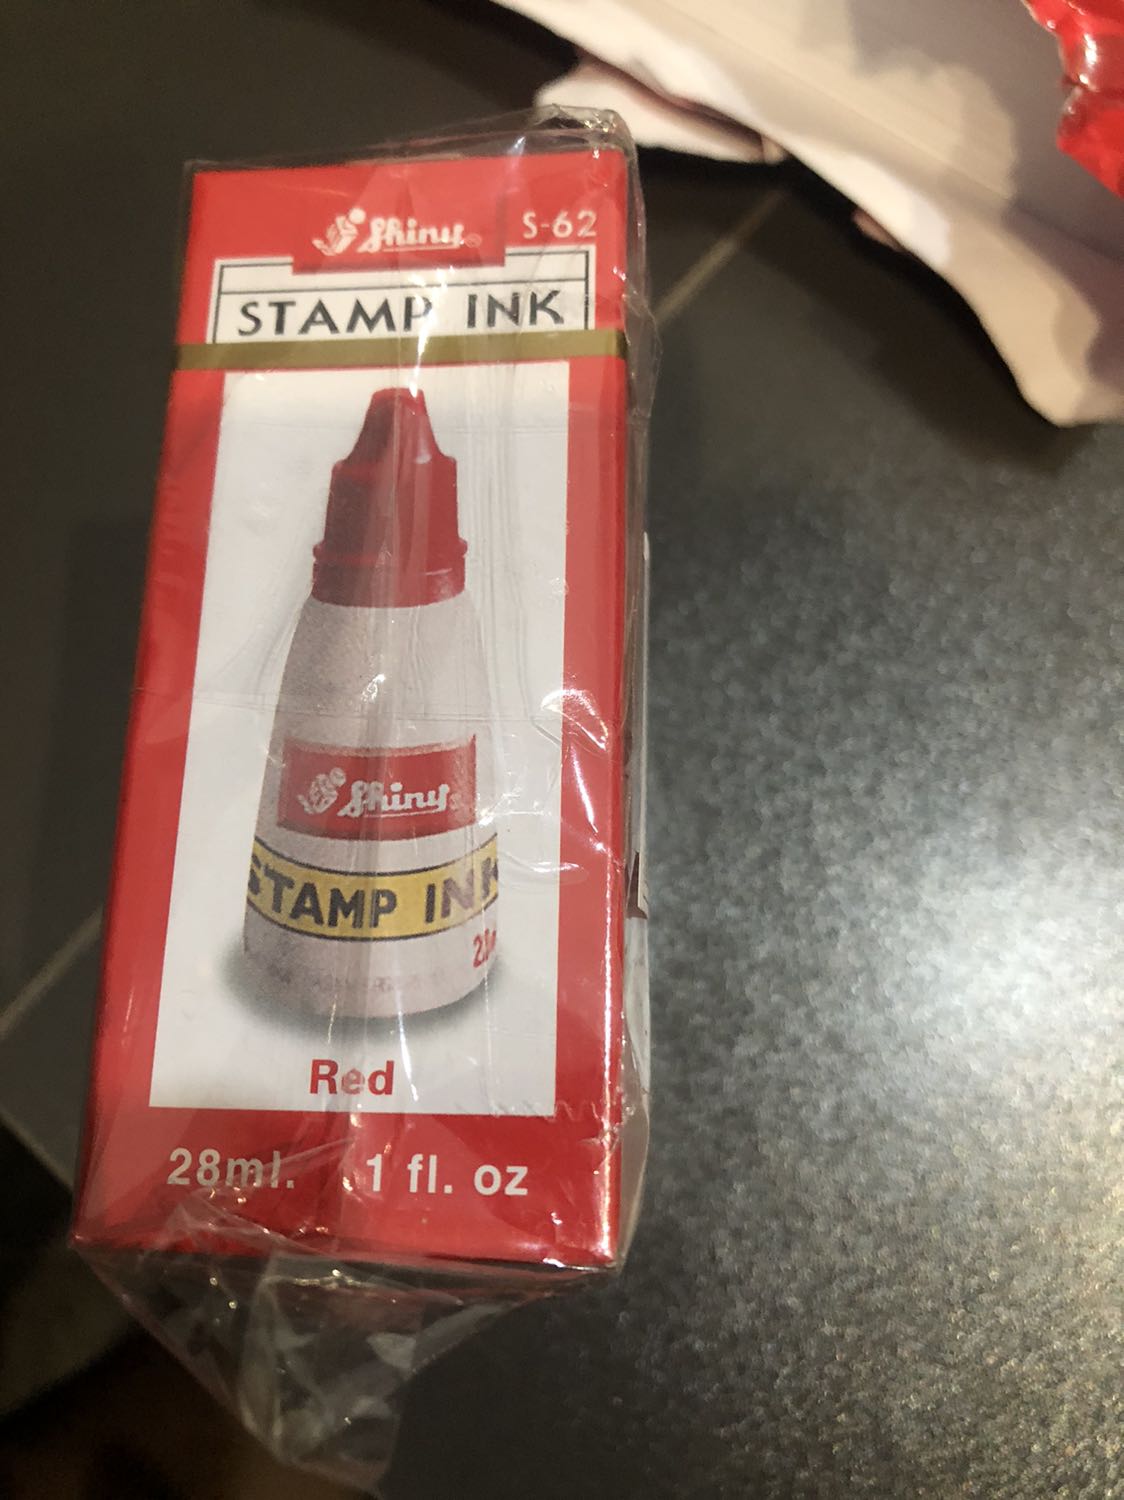 Shiny S-62
STAMP INK
Shiny
STAMP INK
Red
28ml. 1 fl. oz